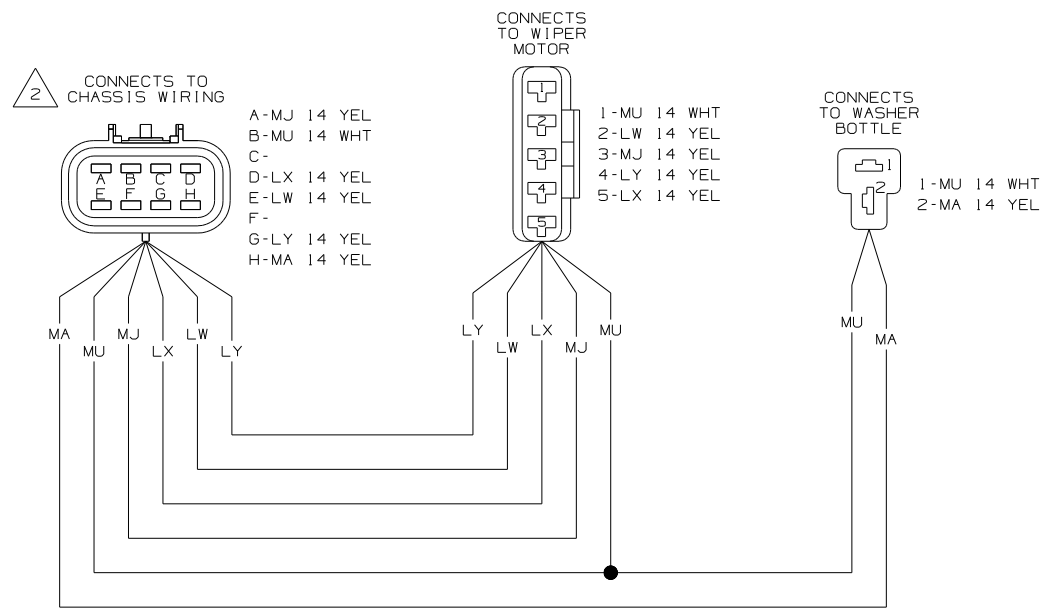 CONNECTS
TO WIPER
MOTOR
2
CONNECTS TO
CHASSIS WIRING
A-MJ 14 YEL
B-MU 14 WHT
C-
D-LX 14 YEL
E-LW 14 YEL
F-
G-LY 14 YEL
H-MA 14 YEL
A B C D
E F G H
1
2
3
4
5
1-MU 14 WHT
2-LW 14 YEL
3-MJ 14 YEL
4-LY 14 YEL
5-LX 14 YEL
CONNECTS
TO WASHER
BOTTLE
1
2
1-MU 14 WHT
2-MA 14 YEL
MA
MU
MJ
LX
LW
LY
LY
LW
LX
MJ
MU
MU
MA